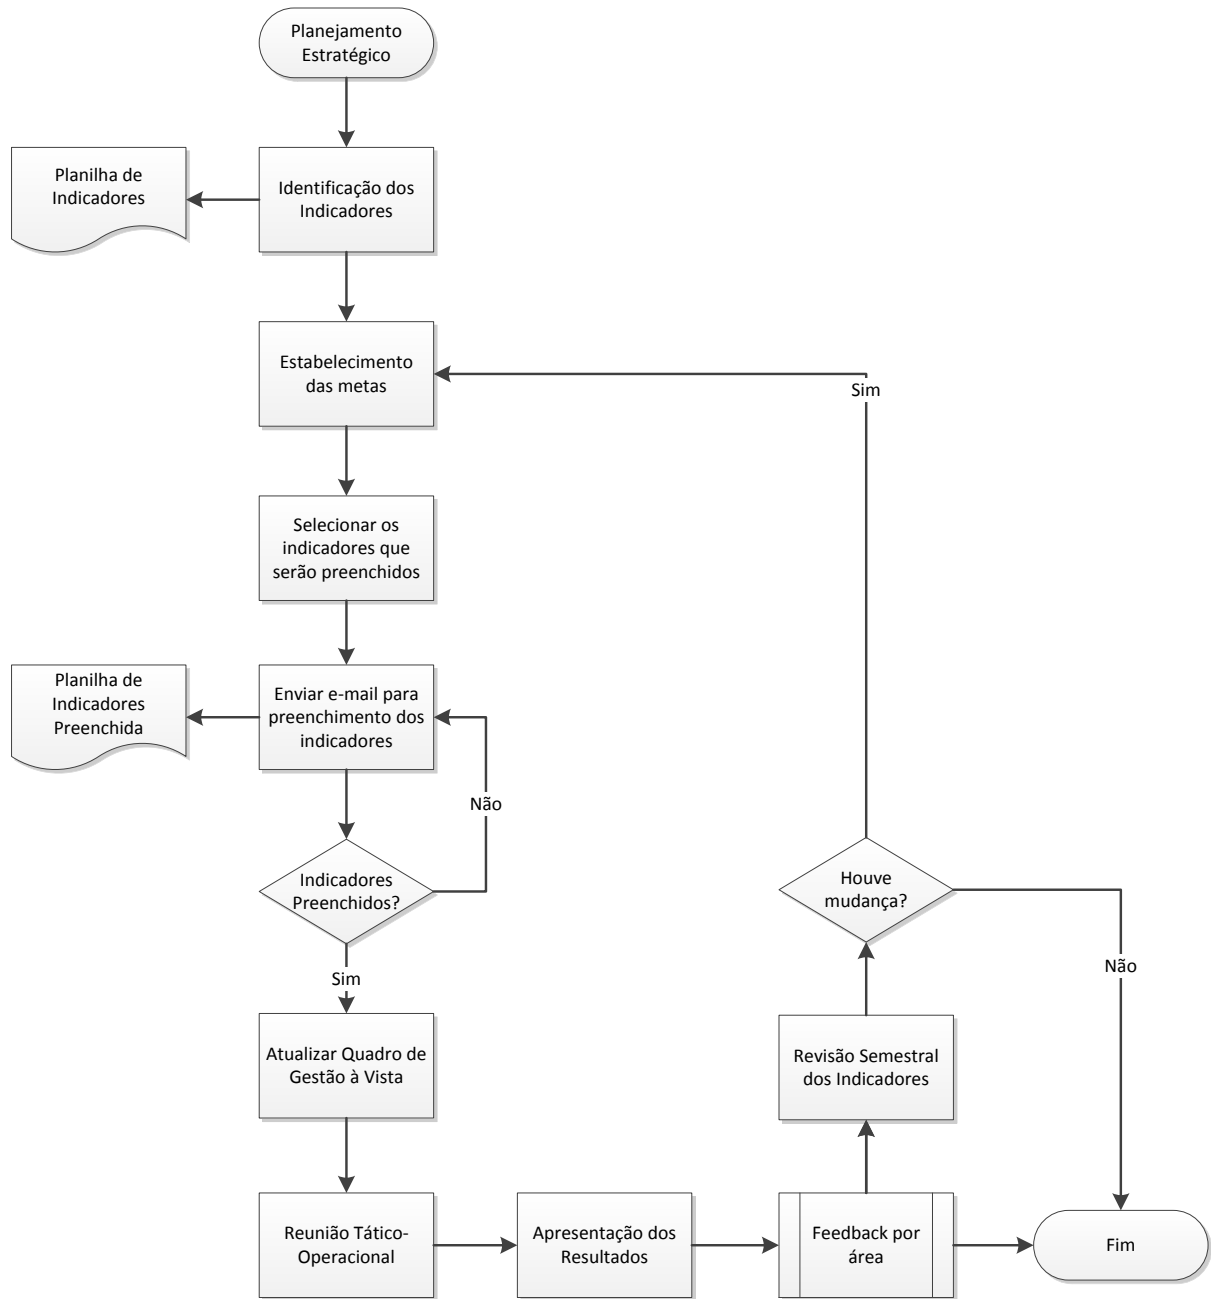 Planejamento
Estratégico
Planilha de
Indicadores
Identificação dos
Indicadores
Estabelecimento
das metas
Sim
Selecionar os
indicadores que
serão preenchidos
Planilha de
Indicadores
Preenchida
Enviar e-mail para
preenchimento dos
indicadores
Não
Indicadores
Preenchidos?
Houve
mudança?
Sim
Não
Atualizar Quadro de
Gestão à Vista
Revisão Semestral
dos Indicadores
Reunião Tático-
Operacional
Apresentação dos
Resultados
Feedback por
área
Fim